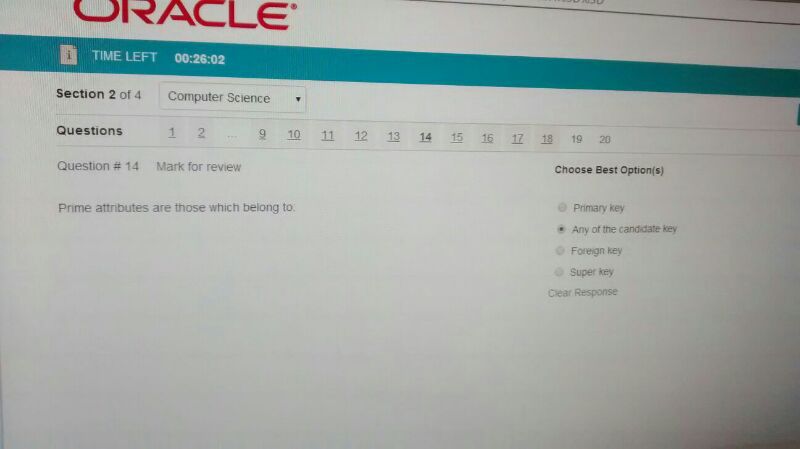 ORACLE®
TIME LEFT 00:26:02
Section 2 of 4 Computer Science
Questions 1 2 ... 9 10 11 12 13 14 15 16 17 18 19 20
Question # 14 Mark for review
Choose Best Option(s)
Prime attributes are those which belong to:
Primary key
Any of the candidate key
Foreign key
Super key
Clear Response